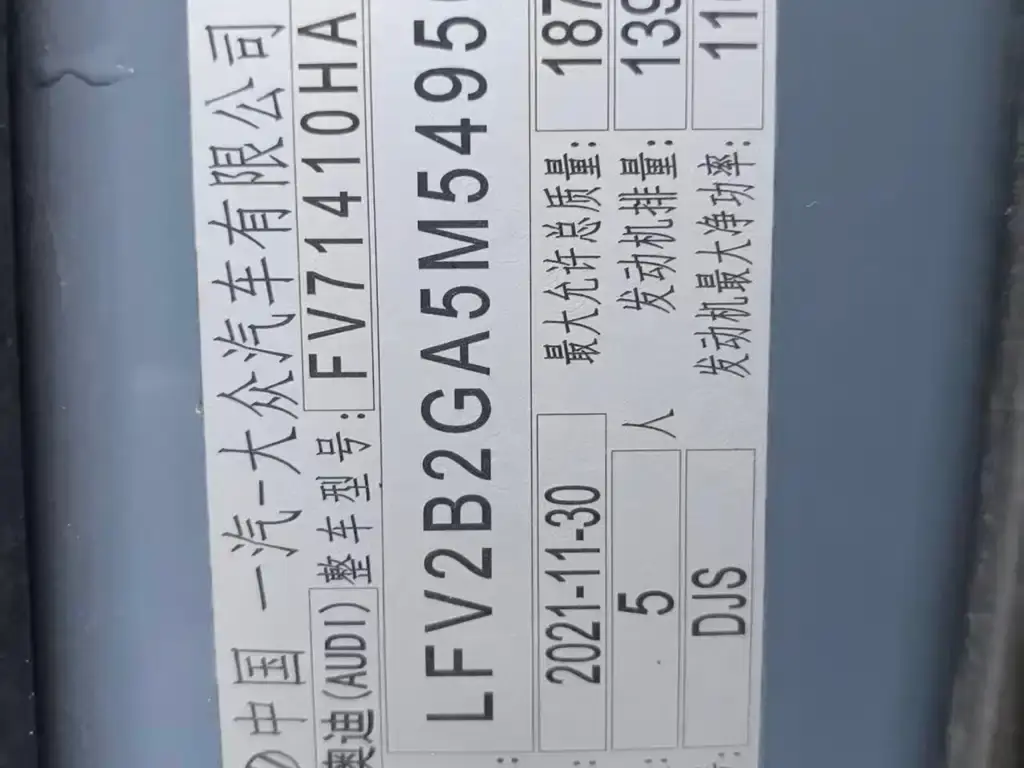 中国 一汽-大众汽车有限公司
奥迪(AUDI) 整车型号: FV71410HA
LFV2B2GA5M5495
2021-11-30 最大允许总质量: 187
5 人 发动机排量: 139
DJS 发动机最大净功率: 11